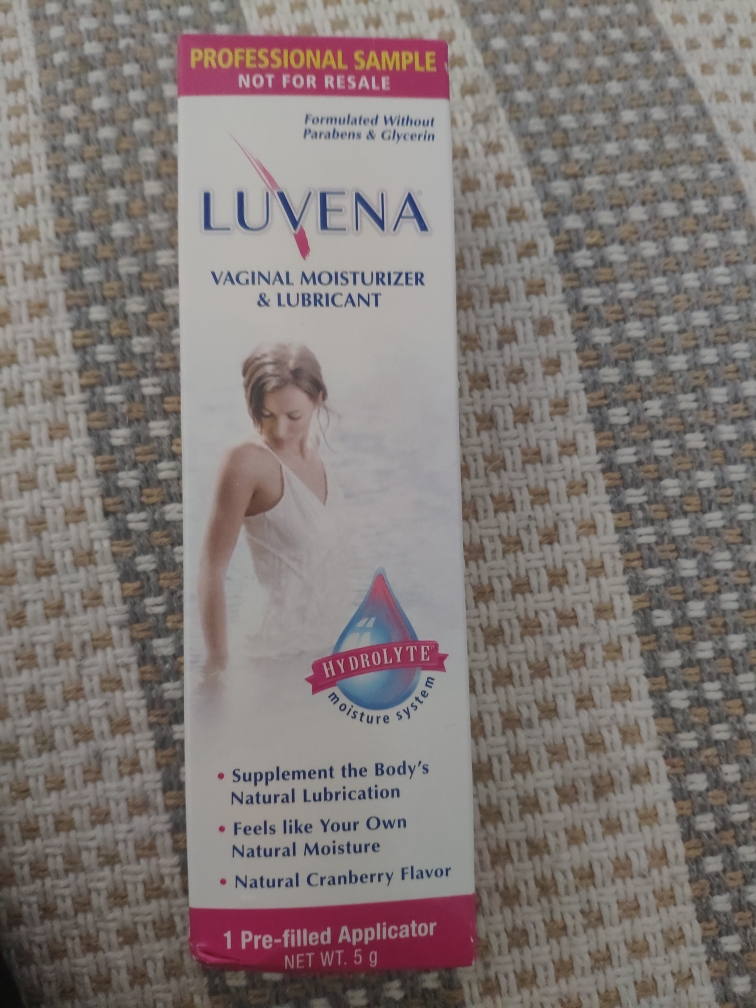 PROFESSIONAL SAMPLE
NOT FOR RESALE
Formulated Without
Parabens & Glycerin
LUVENA®
VAGINAL MOISTURIZER
& LUBRICANT
HYDROLYTE
moisture system
• Supplement the Body's
Natural Lubrication
• Feels like Your Own
Natural Moisture
• Natural Cranberry Flavor
1 Pre-filled Applicator
NET WT. 5 g